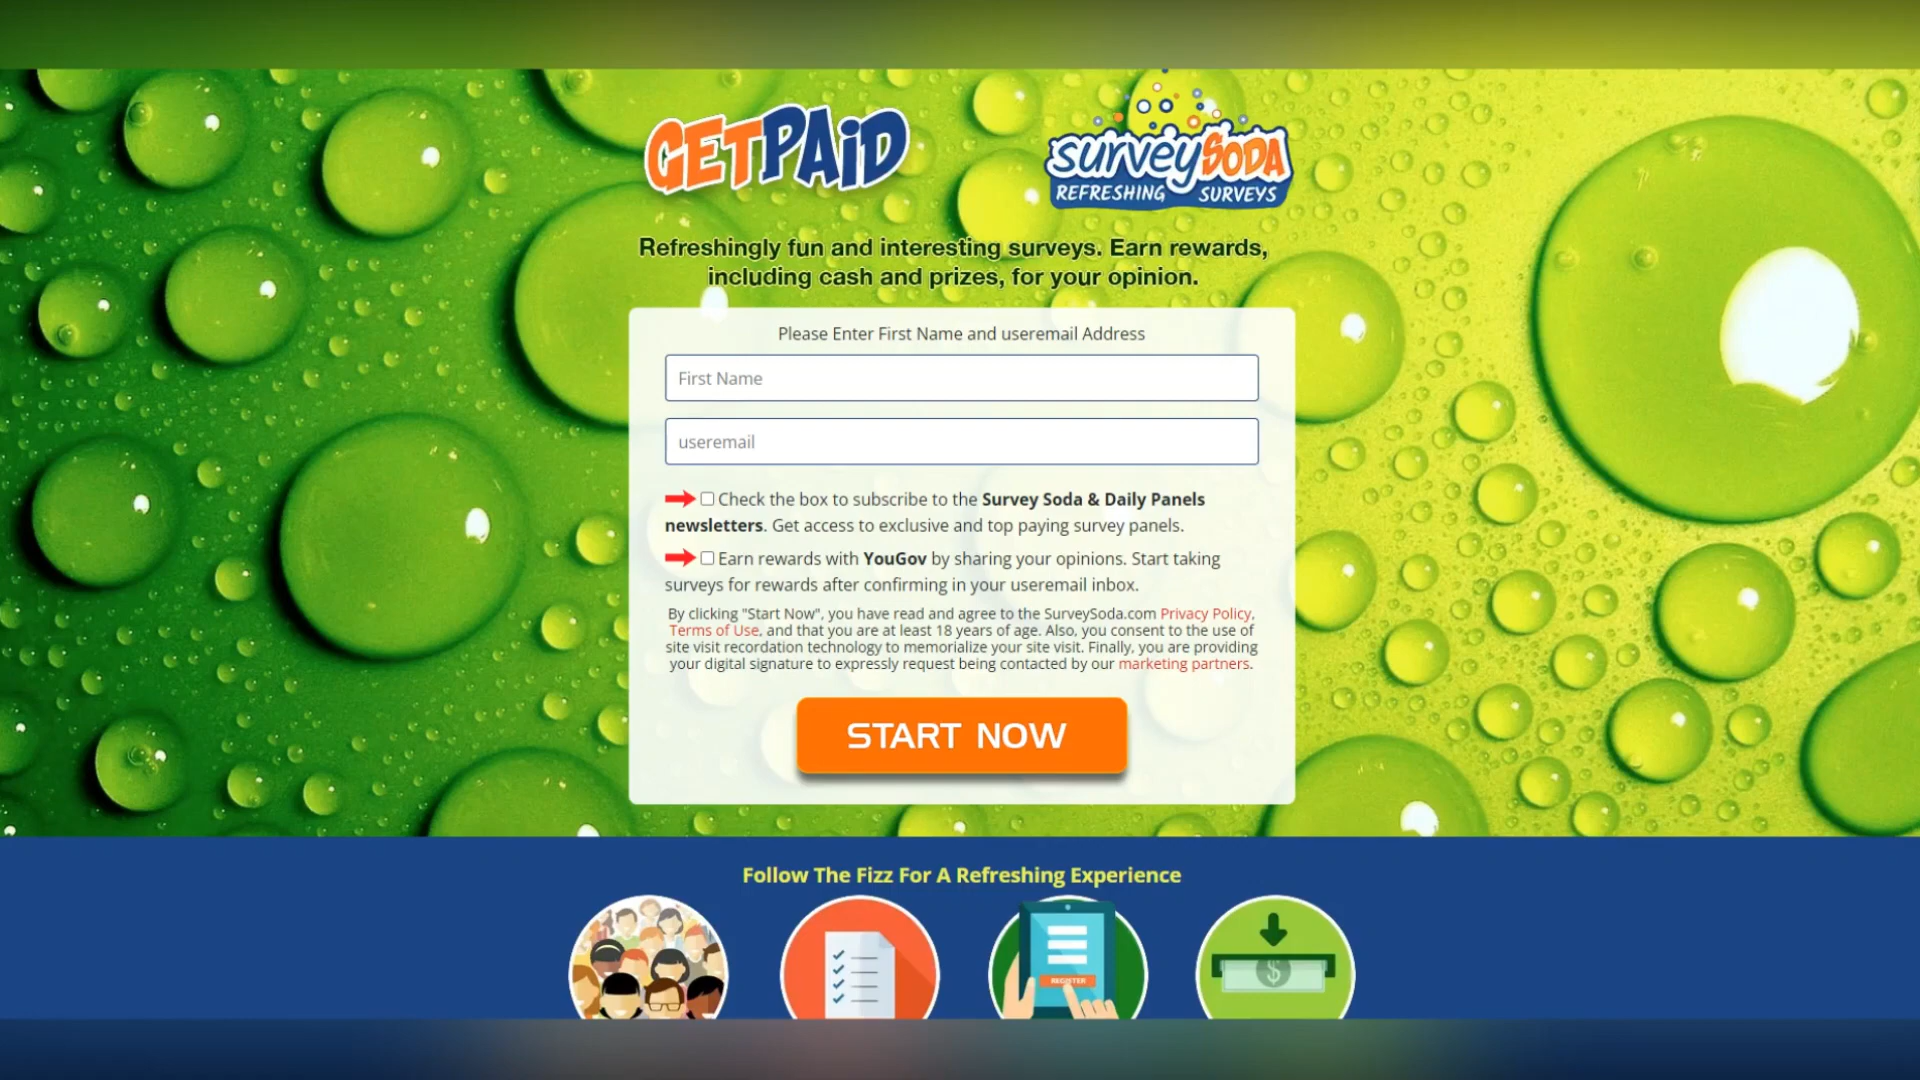 GETPAiD
surveySODA
REFRESHING SURVEYS
Refreshingly fun and interesting surveys. Earn rewards,
including cash and prizes, for your opinion.
Please Enter First Name and useremail Address
First Name
useremail
Check the box to subscribe to the Survey Soda & Daily Panels
newsletters. Get access to exclusive and top paying survey panels.
Earn rewards with YouGov by sharing your opinions. Start taking
surveys for rewards after confirming in your useremail inbox.
By clicking "Start Now", you have read and agree to the SurveySoda.com Privacy Policy,
Terms of Use, and that you are at least 18 years of age. Also, you consent to the use of
site visit recordation technology to memorialize your site visit. Finally, you are providing
your digital signature to expressly request being contacted by our marketing partners.
START NOW
Follow The Fizz For A Refreshing Experience
REGISTER
$